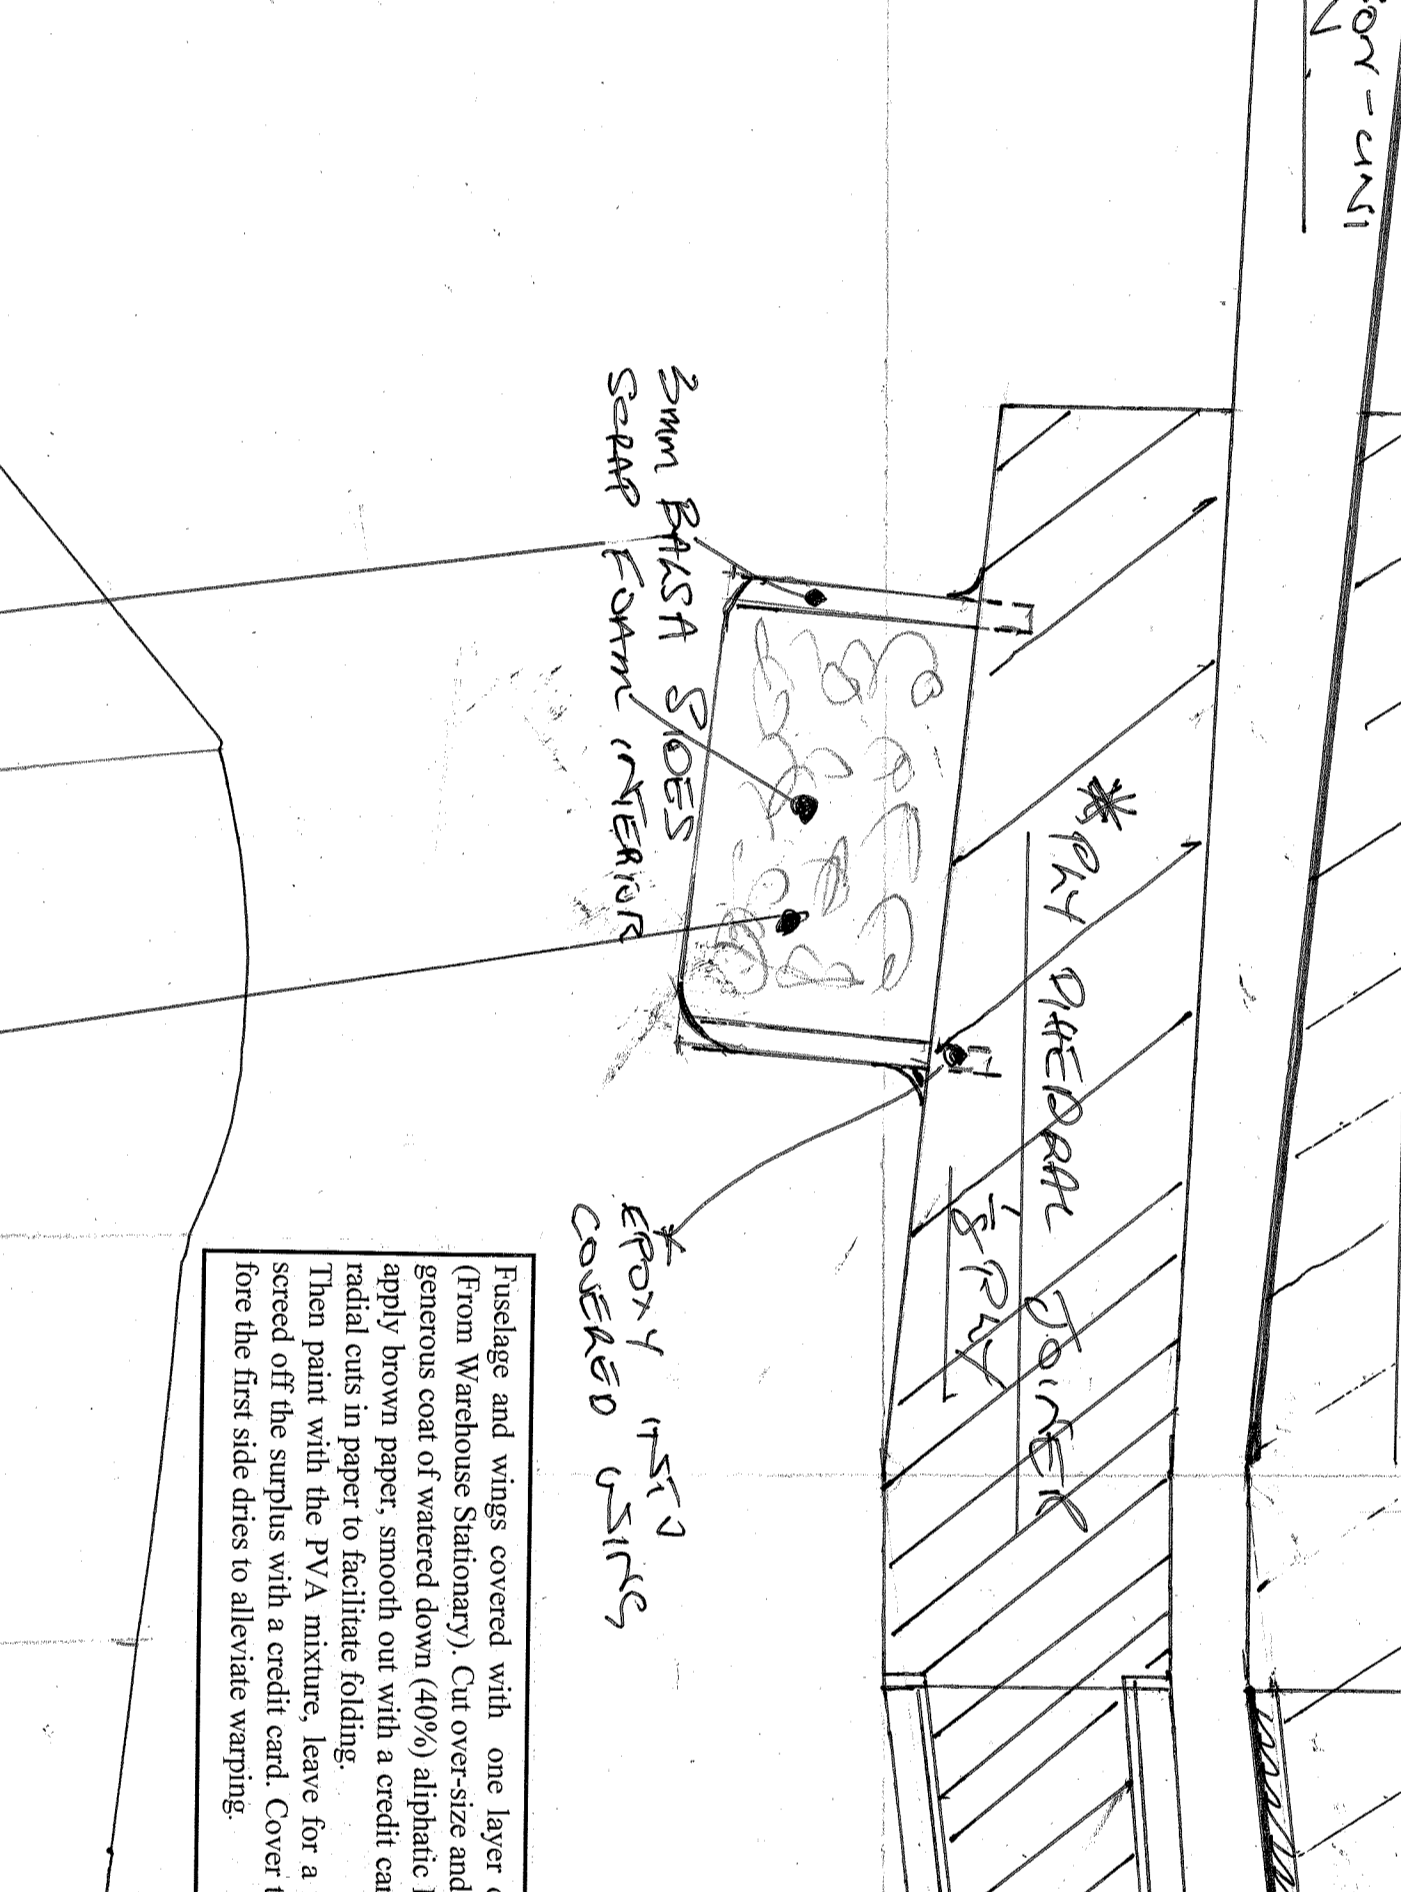 3mm BALSA SIDES
SCRAP FOAM INTERIOR
*PLY DIHEDRAL JOINER
1/8 PLY
*
EPOXY
COVERED WING
Fuselage and wings covered with one layer
(From Warehouse Stationary). Cut over-size and
generous coat of watered down (40%) aliphatic
apply brown paper, smooth out with a credit car
radial cuts in paper to facilitate folding.
Then paint with the PVA mixture, leave for a
screed off the surplus with a credit card. Cover t
fore the first side dries to alleviate warping.